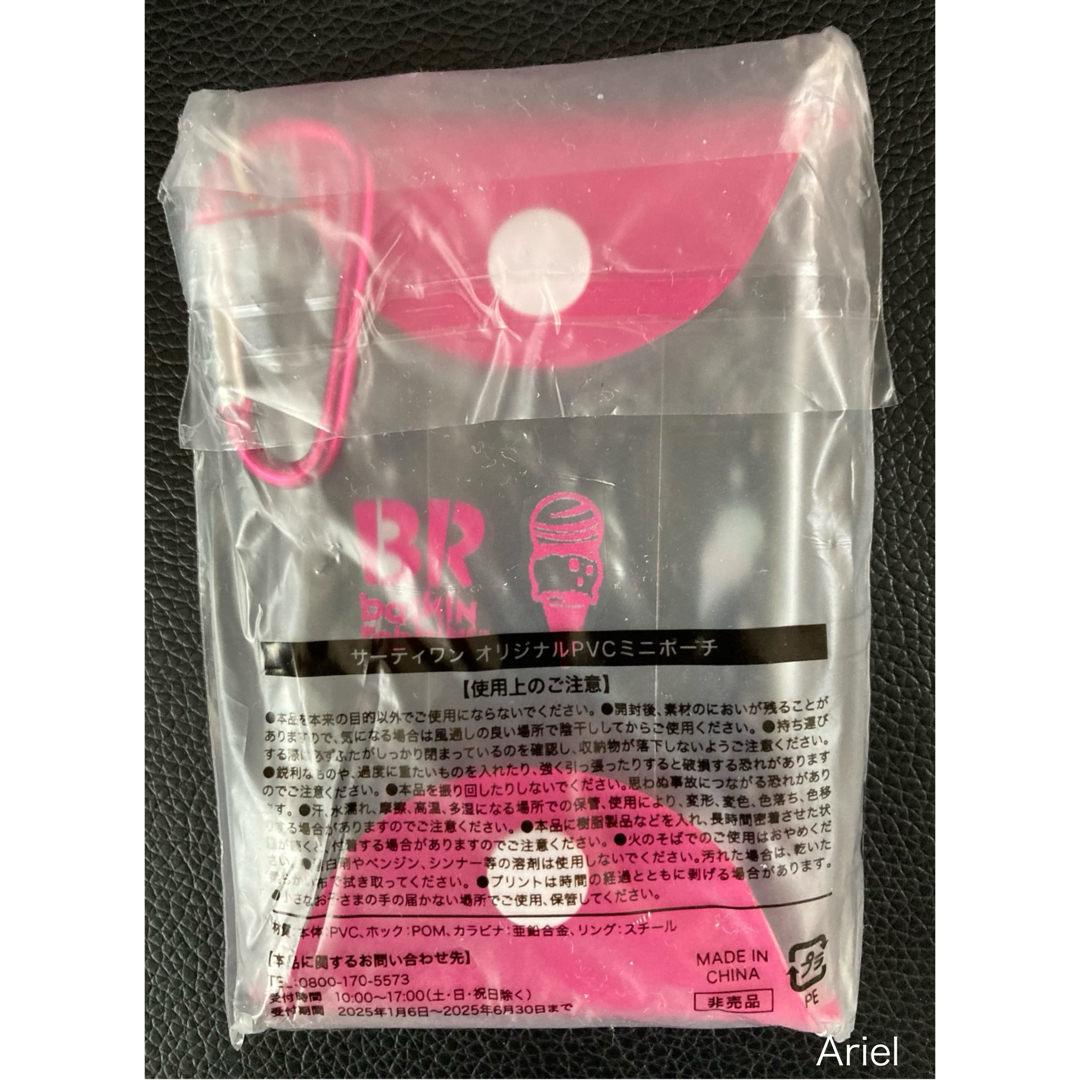 BR
baskin
サーティワン オリジナルPVCミニポーチ
【使用上のご注意】
●本品を本来の目的以外でご使用にならないでください。●開封後、素材のにおいが残ることが
ありますので、気になる場合は風通しの良い場所で陰干ししてからご使用ください。●持ち運び
する際は必ずふたがしっかり閉まっているのを確認し、収納物が落下しないようご注意ください。
●鋭利なものや、過度に重たいものを入れたり、強く引っ張ったりすると破損する恐れがあります
のでご注意ください。●本品を振り回したりしないでください。思わぬ事故につながる恐れがあり
ます。●汗、水濡れ、摩擦、高温、多湿になる場所での保管、使用により、変形、変色、色落ち、色移
りする場合がありますのでご注意ください。●本品に樹脂製品などを入れ、長時間密着させた状
態が続くと、付着する場合がありますのでご注意ください。●火のそばでのご使用はおやめくだ
さい。●漂白剤やベンジン、シンナー等の溶剤は使用しないでください。汚れた場合は、乾いた
布で拭き取ってください。●プリントは時間の経過とともに剥げる場合があります。
●小さなお子さまの手の届かない場所でご使用、保管してください。
材質:本体:PVC、ホック:POM、カラビナ:亜鉛合金、リング:スチール
【本品に関するお問い合わせ先】
TEL:0800-170-5573
受付時間 10:00〜17:00(土・日・祝日除く)
受付期間 2025年1月6日〜2025年6月30日まで
MADE IN
CHINA
非売品
プラ
PE
Ariel